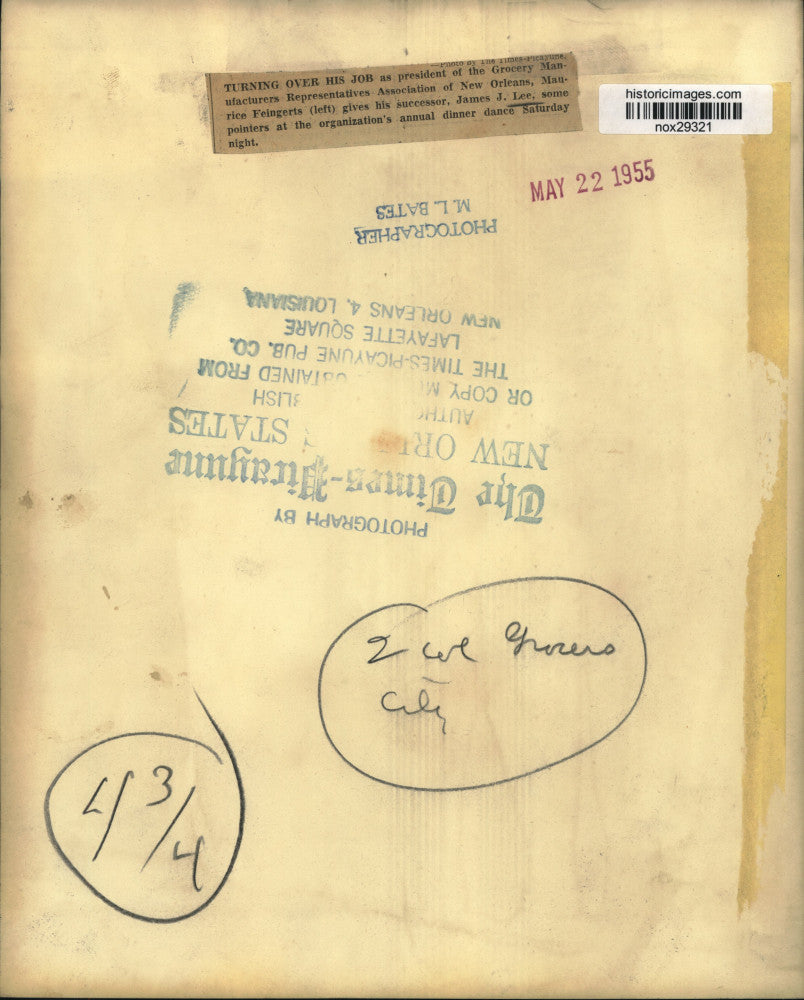 —Photo by The Times-Picayune.
TURNING OVER HIS JOB as president of the Grocery Man-
ufacturers Representatives Association of New Orleans, Mau-
rice Feingerts (left) gives his successor, James J. Lee, some
pointers at the organization's annual dinner dance Saturday
night.
historicimages.com
nox29321
MAY 22 1955
PHOTOGRAPHER
M. L. BATES
PHOTOGRAPH BY
The Times-Picayune
NEW OR STATES
AUTH LISH
OR COPY M BTAINED FROM
THE TIMES-PICAYUNE PUB. CO.
LAFAYETTE SQUARE
NEW ORLEANS 4, LOUISIANA
2 col Grocers
City
4 3/4